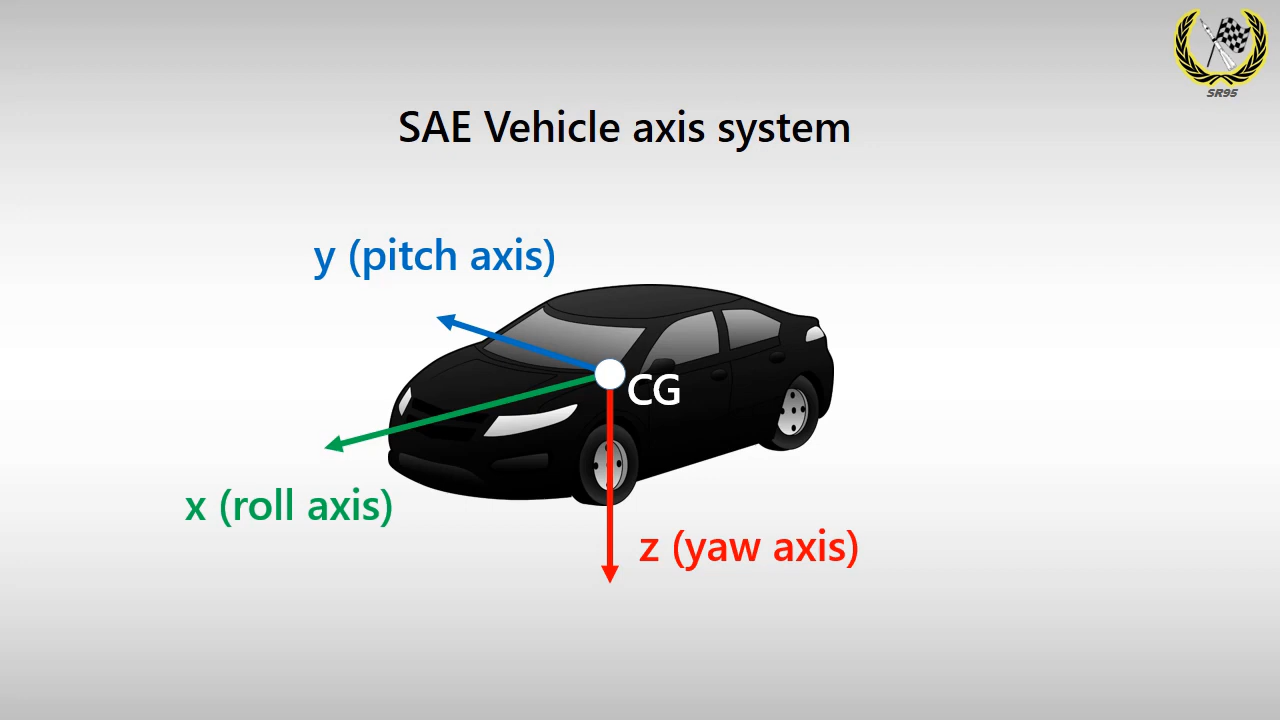 SR95
SAE Vehicle axis system
y (pitch axis)
CG
x (roll axis)
z (yaw axis)